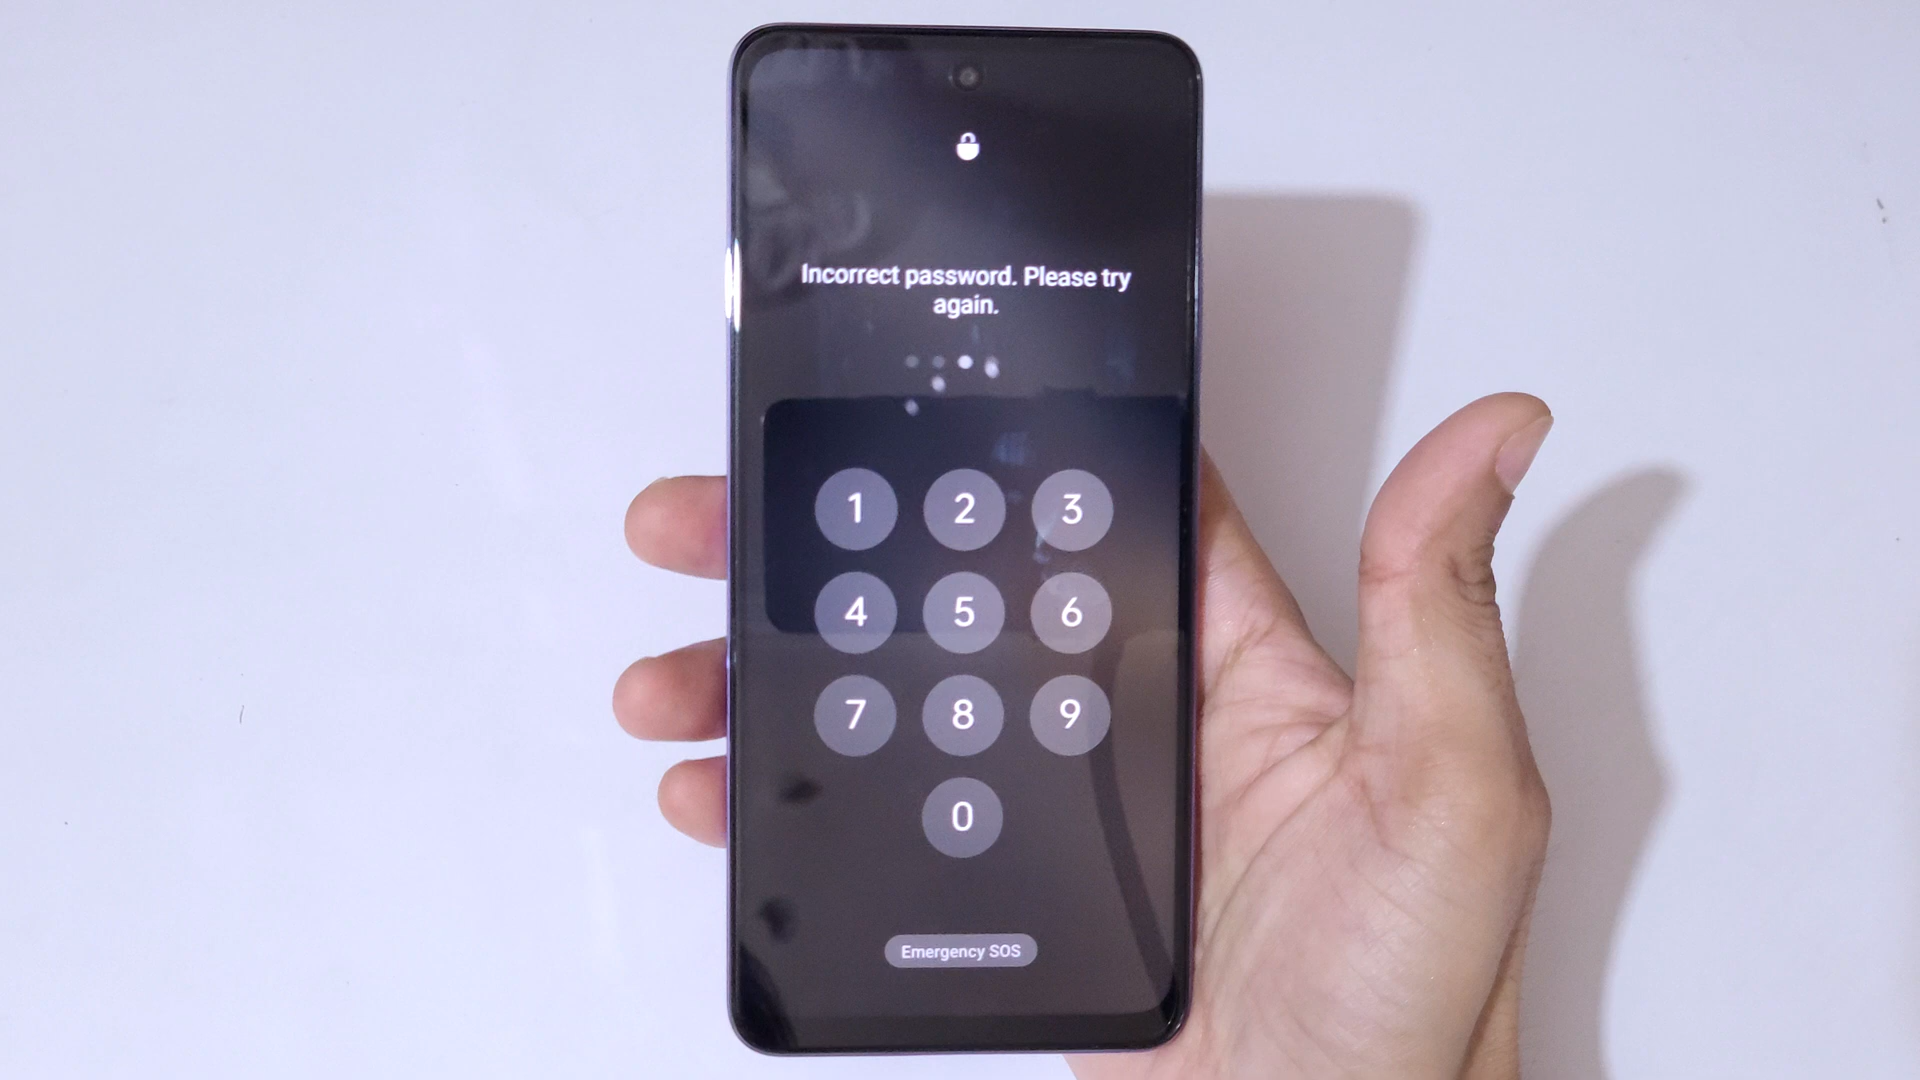 Incorrect password. Please try
again.
1 2 3
4 5 6
7 8 9
0
Emergency SOS